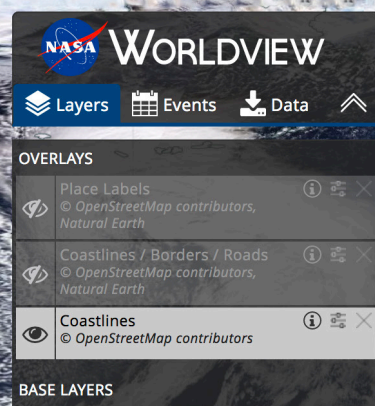 NASA WORLDVIEW
Layers Events Data
OVERLAYS
Place Labels
© OpenStreetMap contributors,
Natural Earth
Coastlines / Borders / Roads
© OpenStreetMap contributors,
Natural Earth
Coastlines
© OpenStreetMap contributors
BASE LAYERS